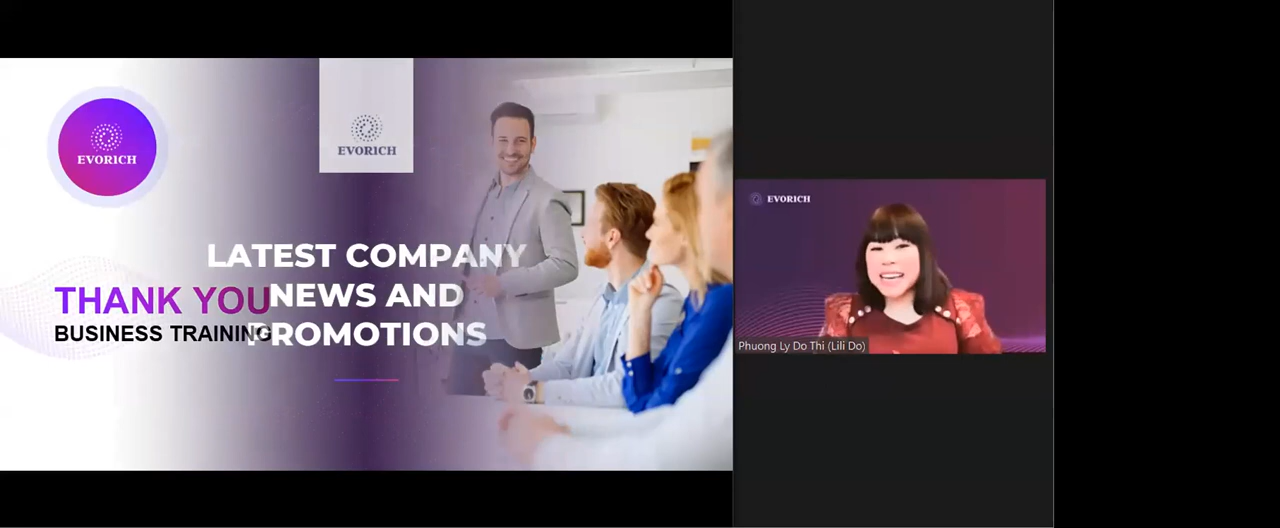 EVORICH
EVORICH
LATEST COMPANY
NEWS AND
PROMOTIONS
THANK YOU
BUSINESS TRAINING
EVORICH
Phuong Ly Do Thi (Lili Do)